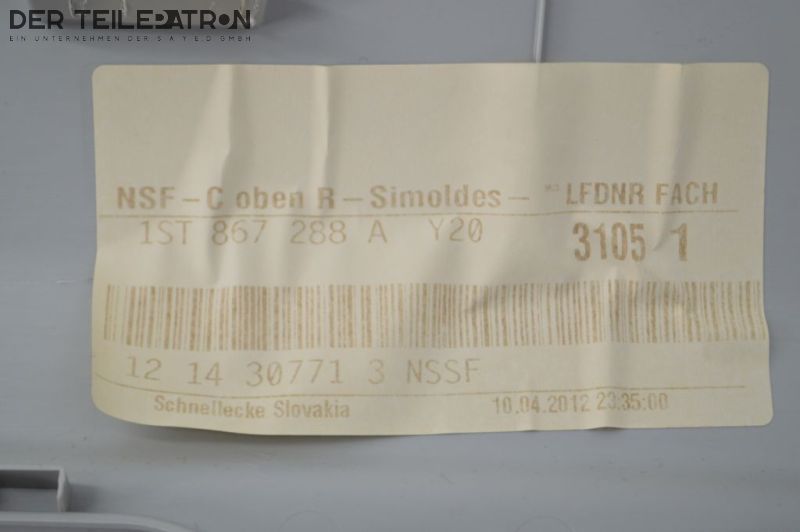 DER TEILEPATRON
EIN UNTERNEHMEN DER S A Y E D GMBH
NSF-C oben R-Simoldes- LFDNR FACH
1ST 867 288 A Y20 3105 1
12 14 30771 3 NSSF
Schnellecke Slovakia 10.04.2012 23:35:00